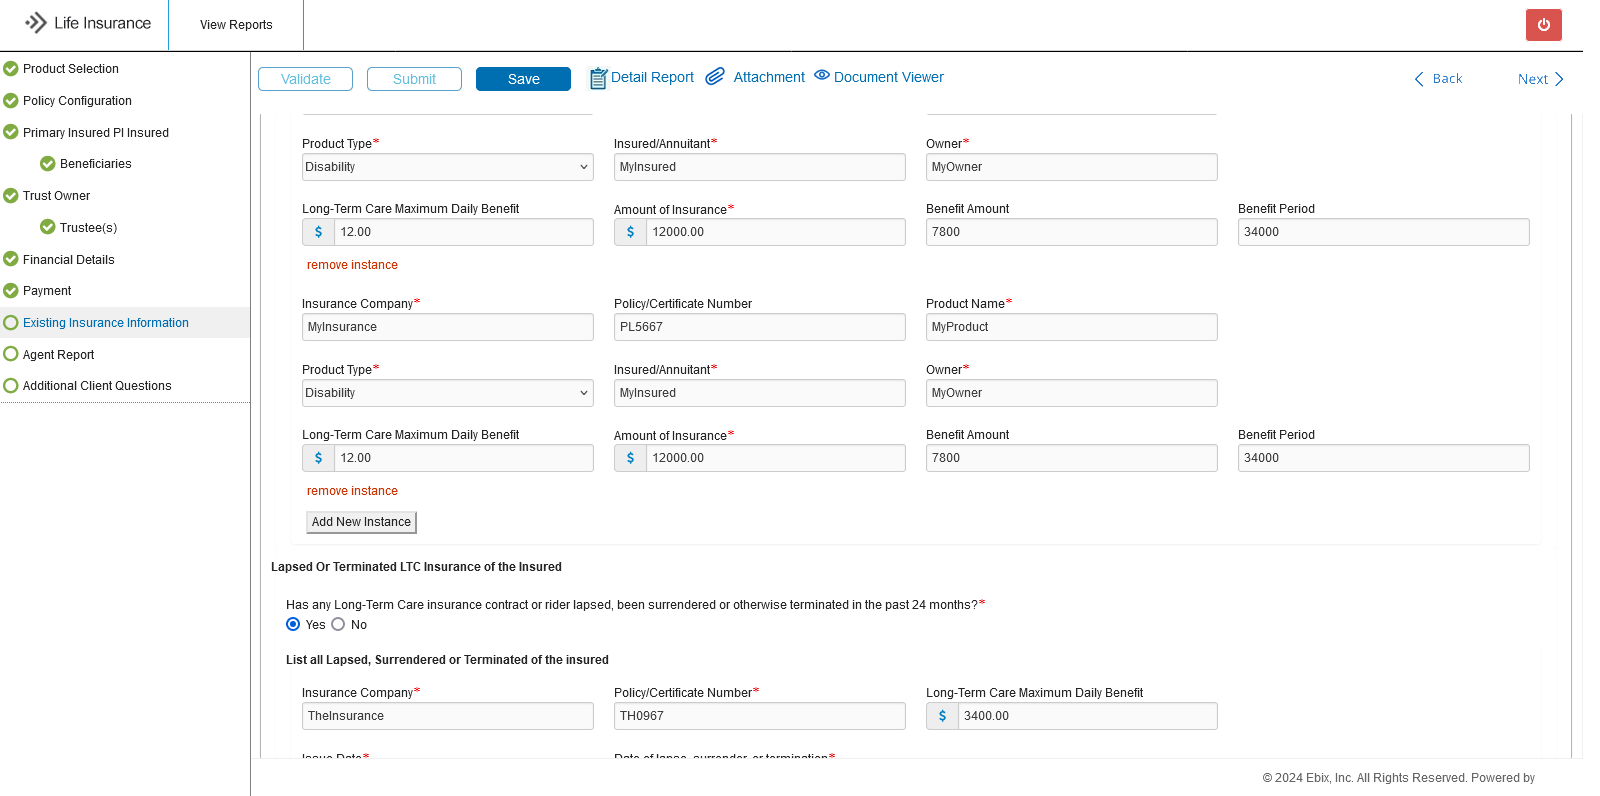 Life Insurance
View Reports
Product Selection
Policy Configuration
Primary Insured PI Insured
Beneficiaries
Trust Owner
Trustee(s)
Financial Details
Payment
Existing Insurance Information
Agent Report
Additional Client Questions
Validate
Submit
Save
Detail Report
Attachment
Document Viewer
Back
Next
Product Type* Insured/Annuitant* Owner*
Disability MyInsured MyOwner
Long-Term Care Maximum Daily Benefit Amount of Insurance* Benefit Amount Benefit Period
$ 12.00 $ 12000.00 7800 34000
remove instance
Insurance Company* Policy/Certificate Number Product Name*
MyInsurance PL5667 MyProduct
Product Type* Insured/Annuitant* Owner*
Disability MyInsured MyOwner
Long-Term Care Maximum Daily Benefit Amount of Insurance* Benefit Amount Benefit Period
$ 12.00 $ 12000.00 7800 34000
remove instance
Add New Instance
Lapsed Or Terminated LTC Insurance of the Insured
Has any Long-Term Care insurance contract or rider lapsed, been surrendered or otherwise terminated in the past 24 months?*
Yes No
List all Lapsed, Surrendered or Terminated of the insured
Insurance Company* Policy/Certificate Number* Long-Term Care Maximum Daily Benefit
TheInsurance TH0967 $ 3400.00
Issue Date* Date of lapse, surrender, or termination*
© 2024 Ebix, Inc. All Rights Reserved. Powered by